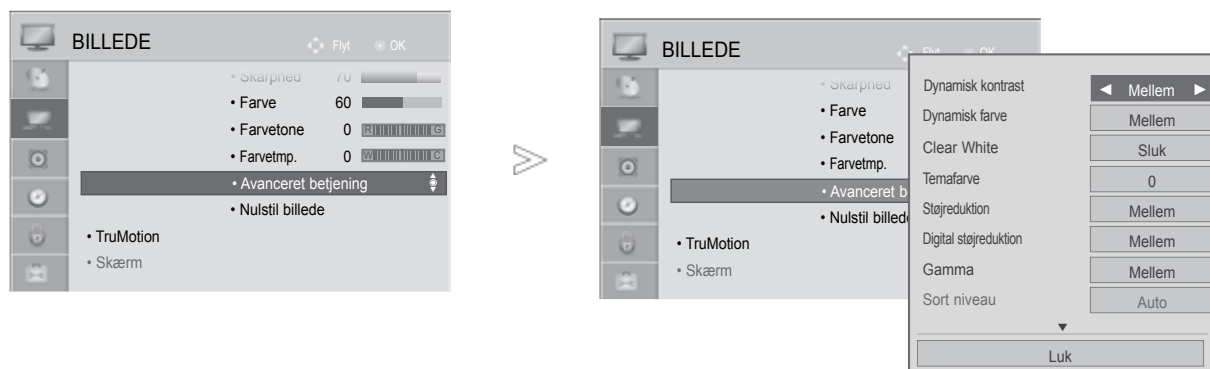 BILLEDE
Flyt OK
• Skarphed 70
• Farve 60
• Farvetone 0 R G
• Farvetmp. 0 W C
• Avanceret betjening
• Nulstil billede
• TruMotion
• Skærm
BILLEDE
Flyt OK
• Skarphed
• Farve
• Farvetone
• Farvetmp.
• Avanceret b
• Nulstil billede
• TruMotion
• Skærm
Dynamisk kontrast ◄ Mellem ►
Dynamisk farve Mellem
Clear White Sluk
Temafarve 0
Støjreduktion Mellem
Digital støjreduktion Mellem
Gamma Mellem
Sort niveau Auto
▼
Luk